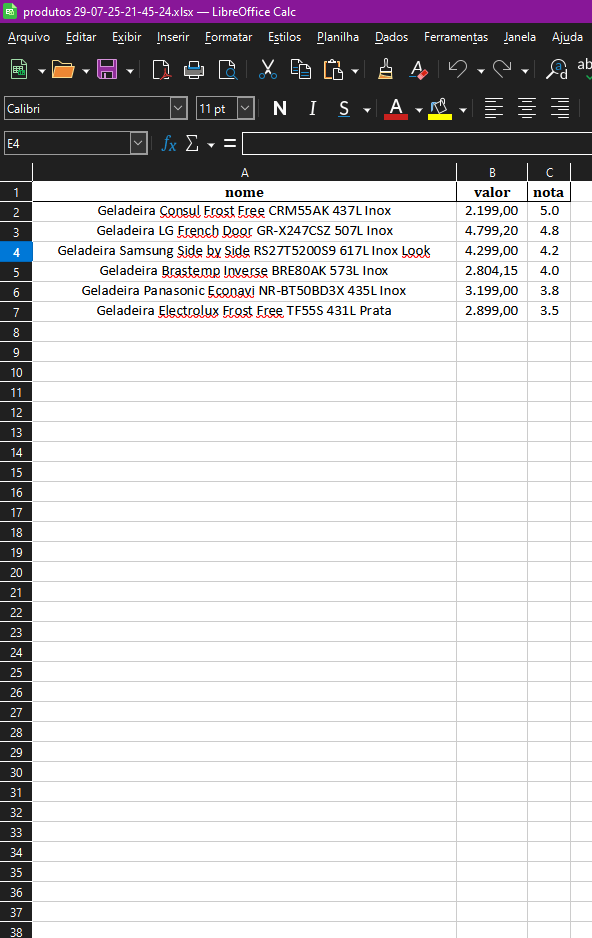 produtos 29-07-25-21-45-24.xlsx — LibreOffice Calc
Arquivo Editar Exibir Inserir Formatar Estilos Planilha Dados Ferramentas Janela Ajuda
ab
Calibri 11 pt N I S A
E4 fx Σ =
A B C
1 nome valor nota
2 Geladeira Consul Frost Free CRM55AK 437L Inox 2.199,00 5.0
3 Geladeira LG French Door GR-X247CSZ 507L Inox 4.799,20 4.8
4 Geladeira Samsung Side by Side RS27T5200S9 617L Inox Look 4.299,00 4.2
5 Geladeira Brastemp Inverse BRE80AK 573L Inox 2.804,15 4.0
6 Geladeira Panasonic Econavi NR-BT50BD3X 435L Inox 3.199,00 3.8
7 Geladeira Electrolux Frost Free TF55S 431L Prata 2.899,00 3.5
8
9
10
11
12
13
14
15
16
17
18
19
20
21
22
23
24
25
26
27
28
29
30
31
32
33
34
35
36
37
38